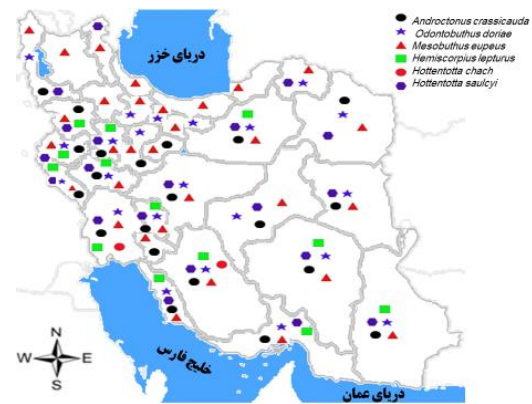 دریای خزر
Androctonus crassicauda
Odontobuthus doriae
Mesobuthus eupeus
Hemiscorpius lepturus
Hottentotta chach
Hottentotta saulcyi
N
W E
S
خلیج فارس
دریای عمان